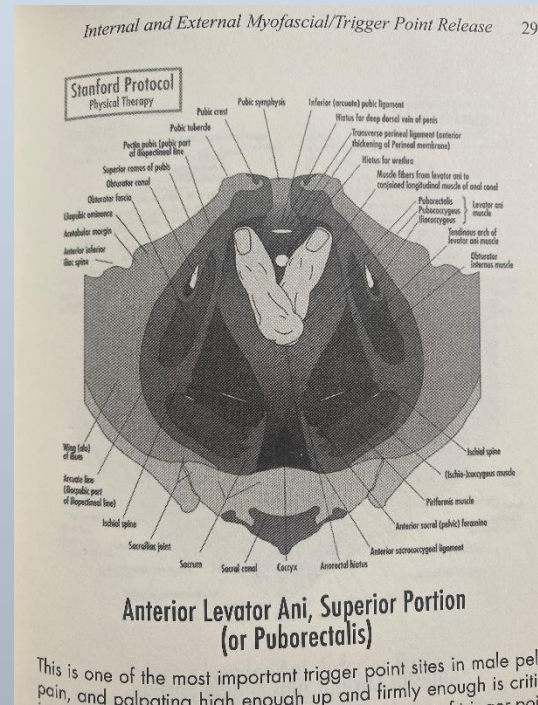 Internal and External Myofascial/Trigger Point Release 29
Stanford Protocol
Physical Therapy
Pubic symphysis
Pubic crest
Pubic tubercle
Pectin pubis (pubic part
of iliopectineal line
Superior ramus of pubis
Obturator canal
Obturator fascia
Iliopubic eminence
Acetabular margin
Anterior inferior
iliac spine
Inferior (arcuate) pubic ligament
Hiatus for deep dorsal vein of penis
Transverse perineal ligament (anterior
thickening of Perineal membrane)
Hiatus for urethra
Muscle fibers from levator ani to
conjoined longitudinal muscle of anal canal
Puborectalis
Pubococcygeus
Iliococcygeus
Levator ani
muscle
Tendinous arch of
levator ani muscle
Obturator
internus muscle
Wing (ala)
of ilium
Arcuate line
(iliopubic part
of iliopectineal line)
Ischial spine
Sacroiliac joint
Sacrum
Sacral canal
Coccyx
Anorectal hiatus
Anterior sacrococcygeal ligament
Anterior sacral (pelvic) foramina
Piriformis muscle
(Ischio-)coccygeus muscle
Ischial spine
Anterior Levator Ani, Superior Portion
(or Puborectalis)
This is one of the most important trigger point sites in male pel
pain, and palpating high enough up and firmly enough is criti